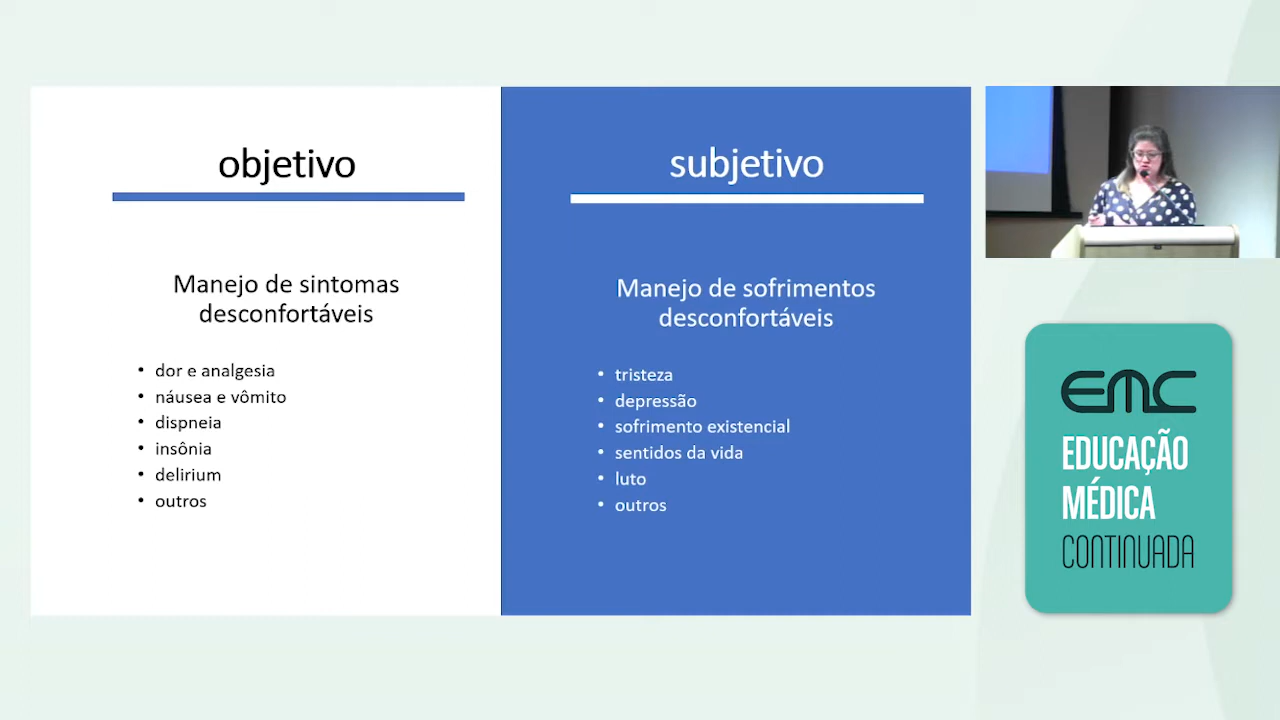 objetivo
Manejo de sintomas
desconfortáveis
• dor e analgesia
• náusea e vômito
• dispneia
• insônia
• delirium
• outros
subjetivo
Manejo de sofrimentos
desconfortáveis
• tristeza
• depressão
• sofrimento existencial
• sentidos da vida
• luto
• outros
EMC
EDUCAÇÃO
MÉDICA
CONTINUADA